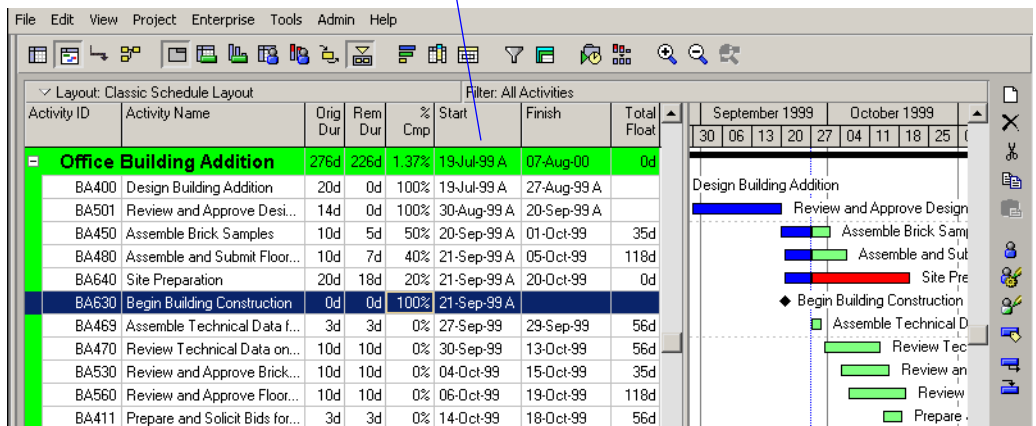 File Edit View Project Enterprise Tools Admin Help
Layout: Classic Schedule Layout Filter: All Activities
Activity ID Activity Name Orig Dur Rem Dur % Cmp Start Finish Total Float September 1999 October 1999
30 06 13 20 27 04 11 18 25
Office Building Addition 276d 226d 1.37% 19-Jul-99 A 07-Aug-00 0d
BA400 Design Building Addition 20d 0d 100% 19-Jul-99 A 27-Aug-99 A Design Building Addition
BA501 Review and Approve Desi... 14d 0d 100% 30-Aug-99 A 20-Sep-99 A Review and Approve Design
BA450 Assemble Brick Samples 10d 5d 50% 20-Sep-99 A 01-Oct-99 35d Assemble Brick Sam
BA480 Assemble and Submit Floor... 10d 7d 40% 21-Sep-99 A 05-Oct-99 118d Assemble and Sub
BA640 Site Preparation 20d 18d 20% 21-Sep-99 A 20-Oct-99 0d Site Pre
BA630 Begin Building Construction 0d 0d 100% 21-Sep-99 A Begin Building Construction
BA469 Assemble Technical Data f... 3d 3d 0% 27-Sep-99 29-Sep-99 56d Assemble Technical D
BA470 Review Technical Data on... 10d 10d 0% 30-Sep-99 13-Oct-99 56d Review Tec
BA530 Review and Approve Brick... 10d 10d 0% 04-Oct-99 15-Oct-99 35d Review an
BA560 Review and Approve Floor... 10d 10d 0% 06-Oct-99 19-Oct-99 118d Review
BA411 Prepare and Solicit Bids for... 3d 3d 0% 14-Oct-99 18-Oct-99 56d Prepare